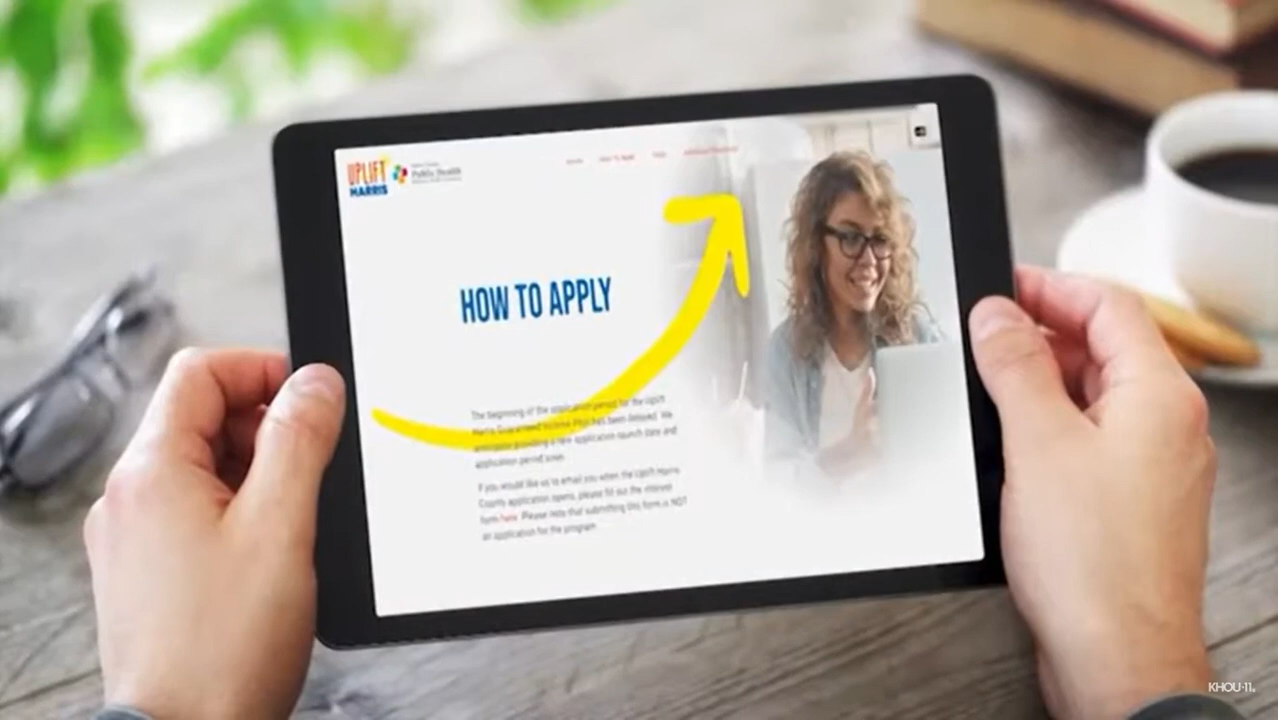 UPLIFT
HARRIS
Public Health
How To Apply
HOW TO APPLY
The beginning of the application period for the Uplift
Harris Guaranteed Income Pilot has been delayed. We
anticipate providing a new application launch date and
application period soon.
If you would like us to email you when the Uplift Harris
County application opens, please fill out the interest
form here. Please note that submitting this form is NOT
an application for the program
KHOU·11.